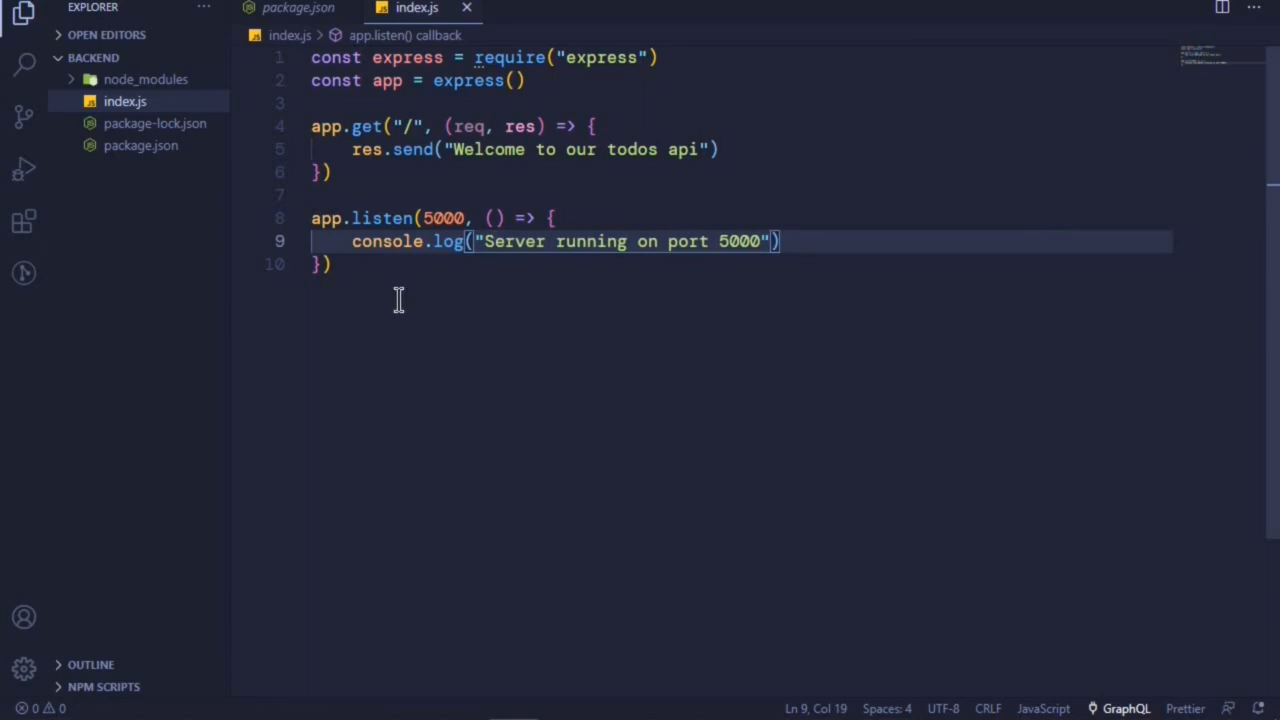 EXPLORER
package.json
index.js
OPEN EDITORS
BACKEND
node_modules
index.js
package-lock.json
package.json
OUTLINE
NPM SCRIPTS
index.js > app.listen() callback
1 const express = require("express")
2 const app = express()
3
4 app.get("/", (req, res) => {
5 res.send("Welcome to our todos api")
6 })
7
8 app.listen(5000, () => {
9 console.log("Server running on port 5000")
10 })
0 0
Ln 9, Col 19 Spaces: 4 UTF-8 CRLF JavaScript GraphQL Prettier